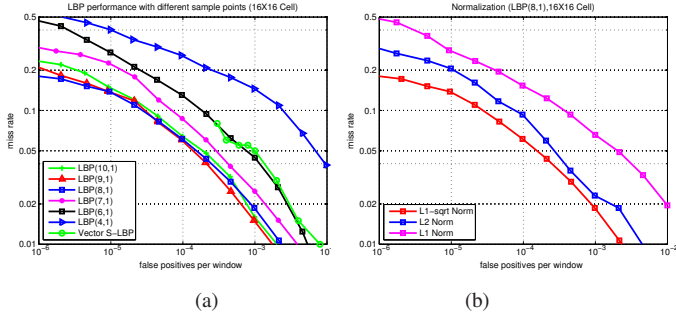 LBP performance with different sample points (16X16 Cell)
0.5
0.2
0.1
0.05
0.02
0.01
miss rate
LBP(10,1)
LBP(9,1)
LBP(8,1)
LBP(7,1)
LBP(6,1)
LBP(4,1)
Vector S-LBP
10⁻⁶ 10⁻⁵ 10⁻⁴ 10⁻³ 10⁻²
false positives per window
(a)
Normalization (LBP(8,1),16X16 Cell)
0.5
0.2
0.1
0.05
0.02
0.01
miss rate
L1-sqrt Norm
L2 Norm
L1 Norm
10⁻⁶ 10⁻⁵ 10⁻⁴ 10⁻³ 10⁻²
false positives per window
(b)